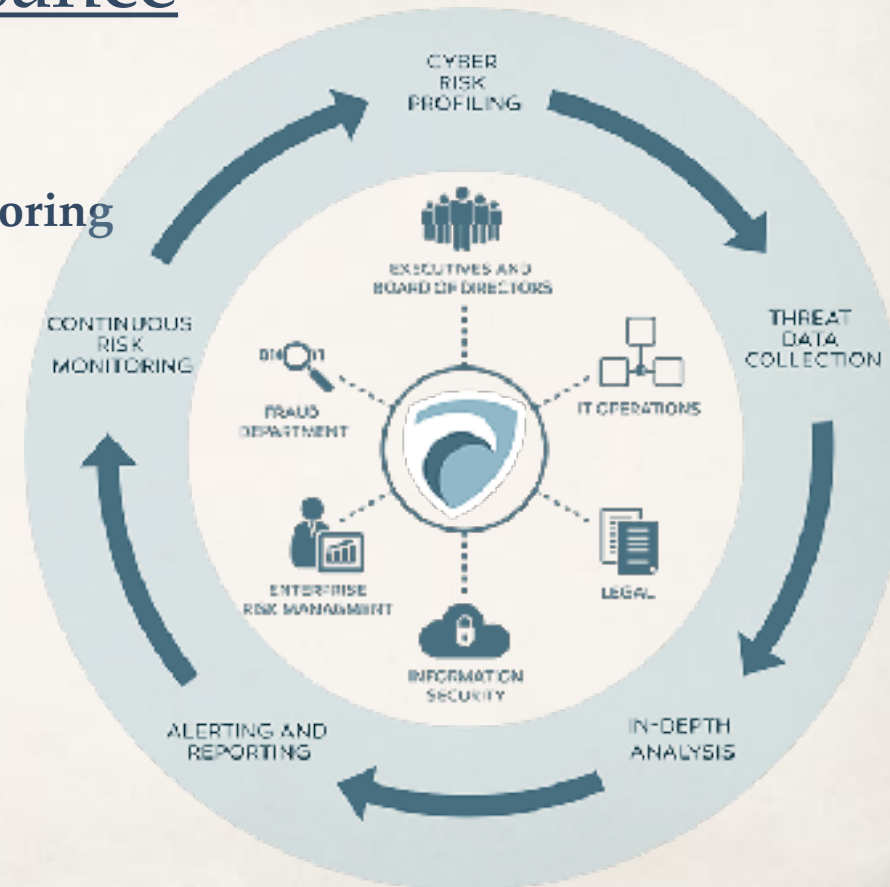 oring
CYBER
RISK
PROFILING
EXECUTIVES AND
BOARD OF DIRECTORS
CONTINUOUS
RISK
MONITORING
THREAT
DATA
COLLECTION
FRAUD
DEPARTMENT
IT OPERATIONS
ENTERPRISE
RISK MANAGMENT
LEGAL
INFORMATION
SECURITY
ALERTING AND
REPORTING
IN-DEPTH
ANALYSIS